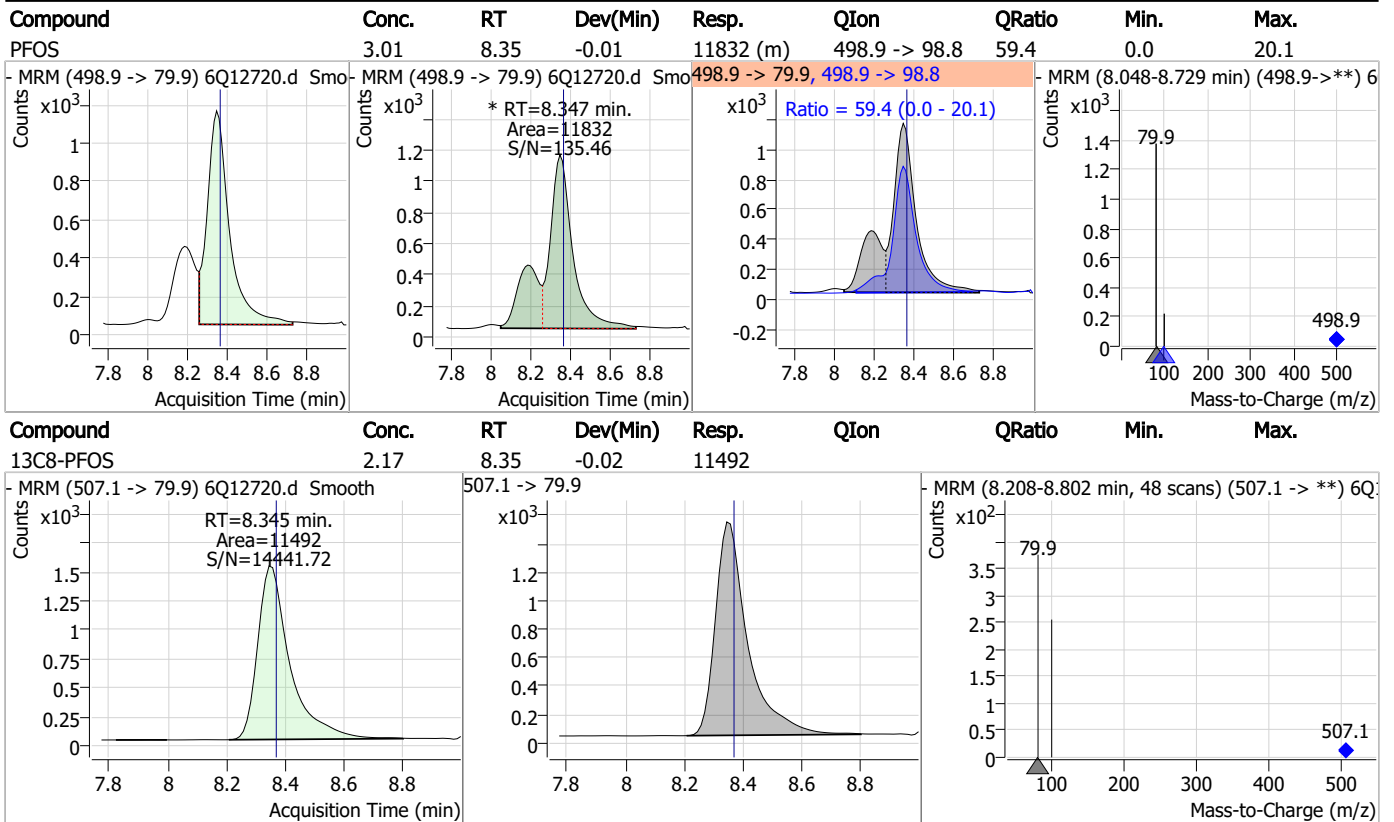 Compound Conc. RT Dev(Min) Resp. QIon QRatio Min. Max.
PFOS 3.01 8.35 -0.01 11832 (m) 498.9 -> 98.8 59.4 0.0 20.1
- MRM (498.9 -> 79.9) 6Q12720.d Smo
Counts
x10³
1
0.8
0.6
0.4
0.2
0
7.8 8 8.2 8.4 8.6 8.8
Acquisition Time (min)
- MRM (498.9 -> 79.9) 6Q12720.d Smo
Counts
x10³
* RT=8.347 min.
Area=11832
S/N=135.46
1.2
1
0.8
0.6
0.4
0.2
0
7.8 8 8.2 8.4 8.6 8.8
Acquisition Time (min)
498.9 -> 79.9, 498.9 -> 98.8
x10³
Ratio = 59.4 (0.0 - 20.1)
1
0.8
0.6
0.4
0.2
0
-0.2
7.8 8 8.2 8.4 8.6 8.8
Acquisition Time (min)
- MRM (8.048-8.729 min) (498.9->**) 6
Counts
x10³
79.9
1.4
1.2
1
0.8
0.6
0.4
0.2
0
498.9
100 200 300 400 500
Mass-to-Charge (m/z)
Compound Conc. RT Dev(Min) Resp. QIon QRatio Min. Max.
13C8-PFOS 2.17 8.35 -0.02 11492
- MRM (507.1 -> 79.9) 6Q12720.d Smooth
Counts
x10³
RT=8.345 min.
Area=11492
S/N=14441.72
1.5
1.25
1
0.75
0.5
0.25
0
7.8 8 8.2 8.4 8.6 8.8
Acquisition Time (min)
507.1 -> 79.9
x10³
1.2
1
0.8
0.6
0.4
0.2
0
7.8 8 8.2 8.4 8.6 8.8
Acquisition Time (min)
- MRM (8.208-8.802 min, 48 scans) (507.1 -> **) 6Q
Counts
x10²
79.9
3.5
3
2.5
2
1.5
1
0.5
0
507.1
100 200 300 400 500
Mass-to-Charge (m/z)